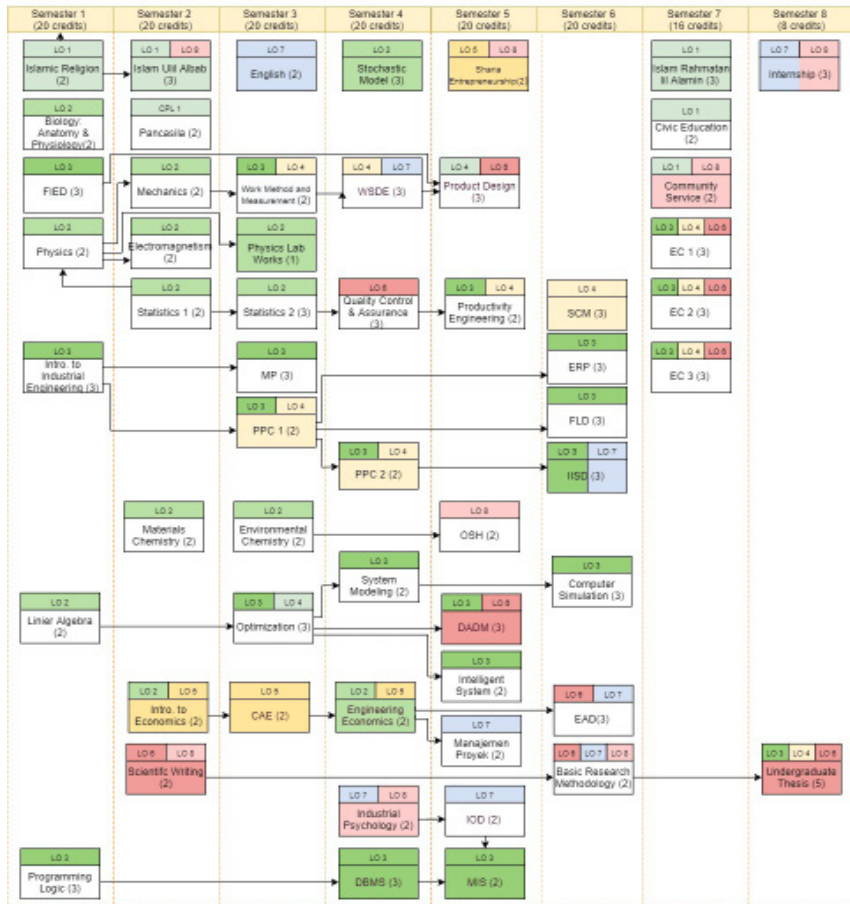 Semester 1
(20 credits)
Semester 2
(20 credits)
Semester 3
(20 credits)
Semester 4
(20 credits)
Semester 5
(20 credits)
Semester 6
(20 credits)
Semester 7
(16 credits)
Semester 8
(8 credits)
LO 1
Islamic Religion
(2)
LO 1 LO 8
Islam Ulil Albab
(3)
LO 7
English (2)
LO 2
Stochastic
Model (3)
LO 5 LO 8
Sharia
Entrepreneurship(2)
LO 1
Islam Rahmatan
lil Alamin (3)
LO 7 LO 8
Internship (3)
LO 2
Biology:
Anatomy &
Physiology(2)
CPL 1
Pancasila (2)
LO 1
Civic Education
(2)
LO 3
FIED (3)
LO 2
Mechanics (2)
LO 3 LO 4
Work Method and
Measurement (2)
LO 4 LO 7
WSDE (3)
LO 4
Product Design
(3)
LO 1 LO 8
Community
Service (2)
LO 2
Physics (2)
LO 2
Electromagnetism
(2)
LO 2
Physics Lab
Works (1)
LO 3 LO 4
EC 1 (3)
LO 2
Statistics 1 (2)
LO 2
Statistics 2 (3)
Quality Control
& Assurance
(3)
LO 3 LO 4
Productivity
Engineering (2)
LO 4
SCM (3)
LO 3 LO 4
EC 2 (3)
Intro. to
Industrial
Engineering (3)
LO 3
MP (3)
LO 3
ERP (3)
LO 3 LO 4
EC 3 (3)
LO 3 LO 4
PPC 1 (2)
LO 3
FLD (3)
LO 3 LO 4
PPC 2 (2)
LO 3 LO 7
IISD (3)
LO 2
Materials
Chemistry (2)
LO 2
Environmental
Chemistry (2)
LO 8
OSH (2)
LO 3
System
Modeling (2)
LO 3
Computer
Simulation (3)
LO 2
Linier Algebra
(2)
LO 3 LO 4
Optimization (3)
LO 3
DADM (3)
LO 3
Intelligent
System (2)
LO 2 LO 5
Intro. to
Economics (2)
LO 5
CAE (2)
LO 2 LO 5
Engineering
Economics (2)
LO 6 LO 7
EAD(3)
LO 7
Manajemen
Proyek (2)
LO 6 LO 8
Scientifc Writing
(2)
LO 6 LO 7 LO 8
Basic Research
Methodology (2)
LO 3 LO 4 LO 6
Undergraduate
Thesis (5)
LO 7 LO 8
Industrial
Psychology (2)
LO 7
IOD (2)
LO 3
Programming
Logic (3)
LO 3
DBMS (3)
LO 3
MIS (2)